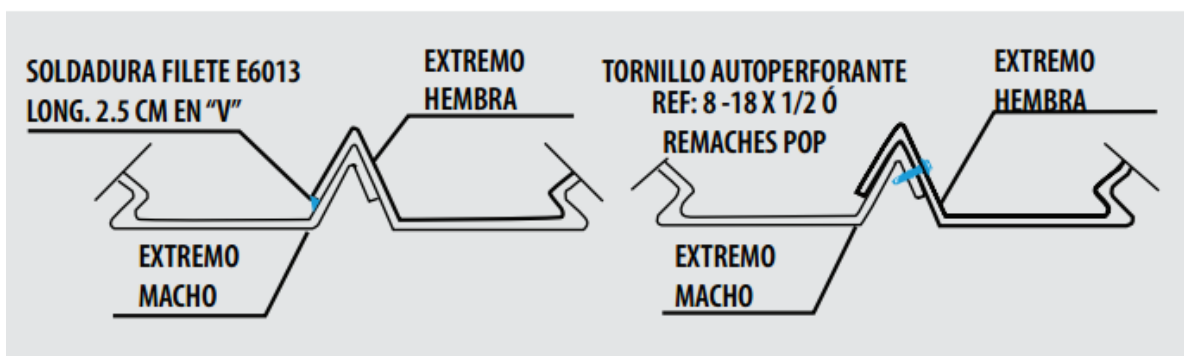 SOLDADURA FILETE E6013
LONG. 2.5 CM EN “V”
EXTREMO
HEMBRA
EXTREMO
MACHO
TORNILLO AUTOPERFORANTE
REF: 8 -18 X 1/2 Ó
REMACHES POP
EXTREMO
HEMBRA
EXTREMO
MACHO